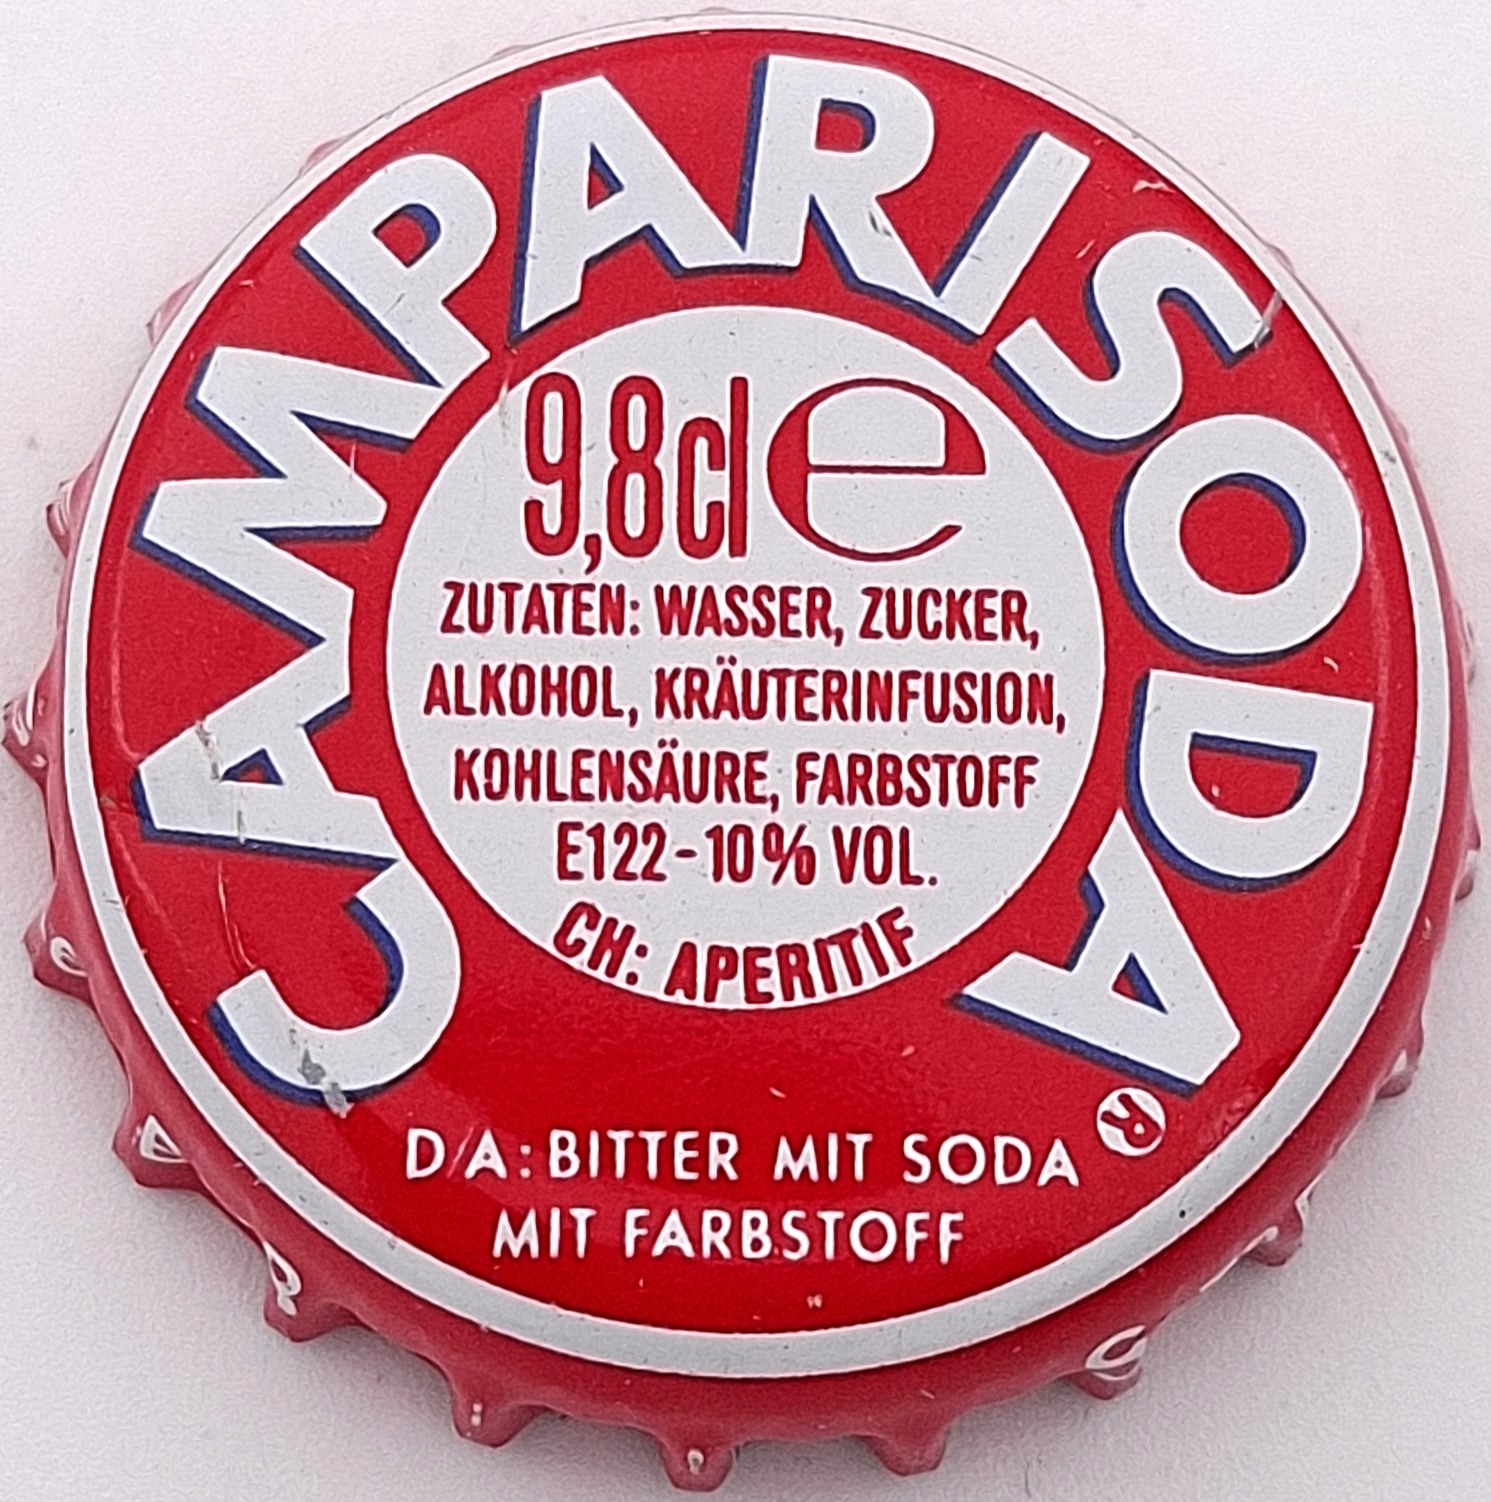 CAMPARISODA®
9,8cl ℮
ZUTATEN: WASSER, ZUCKER,
ALKOHOL, KRÄUTERINFUSION,
KOHLENSÄURE, FARBSTOFF
E122-10% VOL.
CH: APERITIF
D/A: BITTER MIT SODA
MIT FARBSTOFF